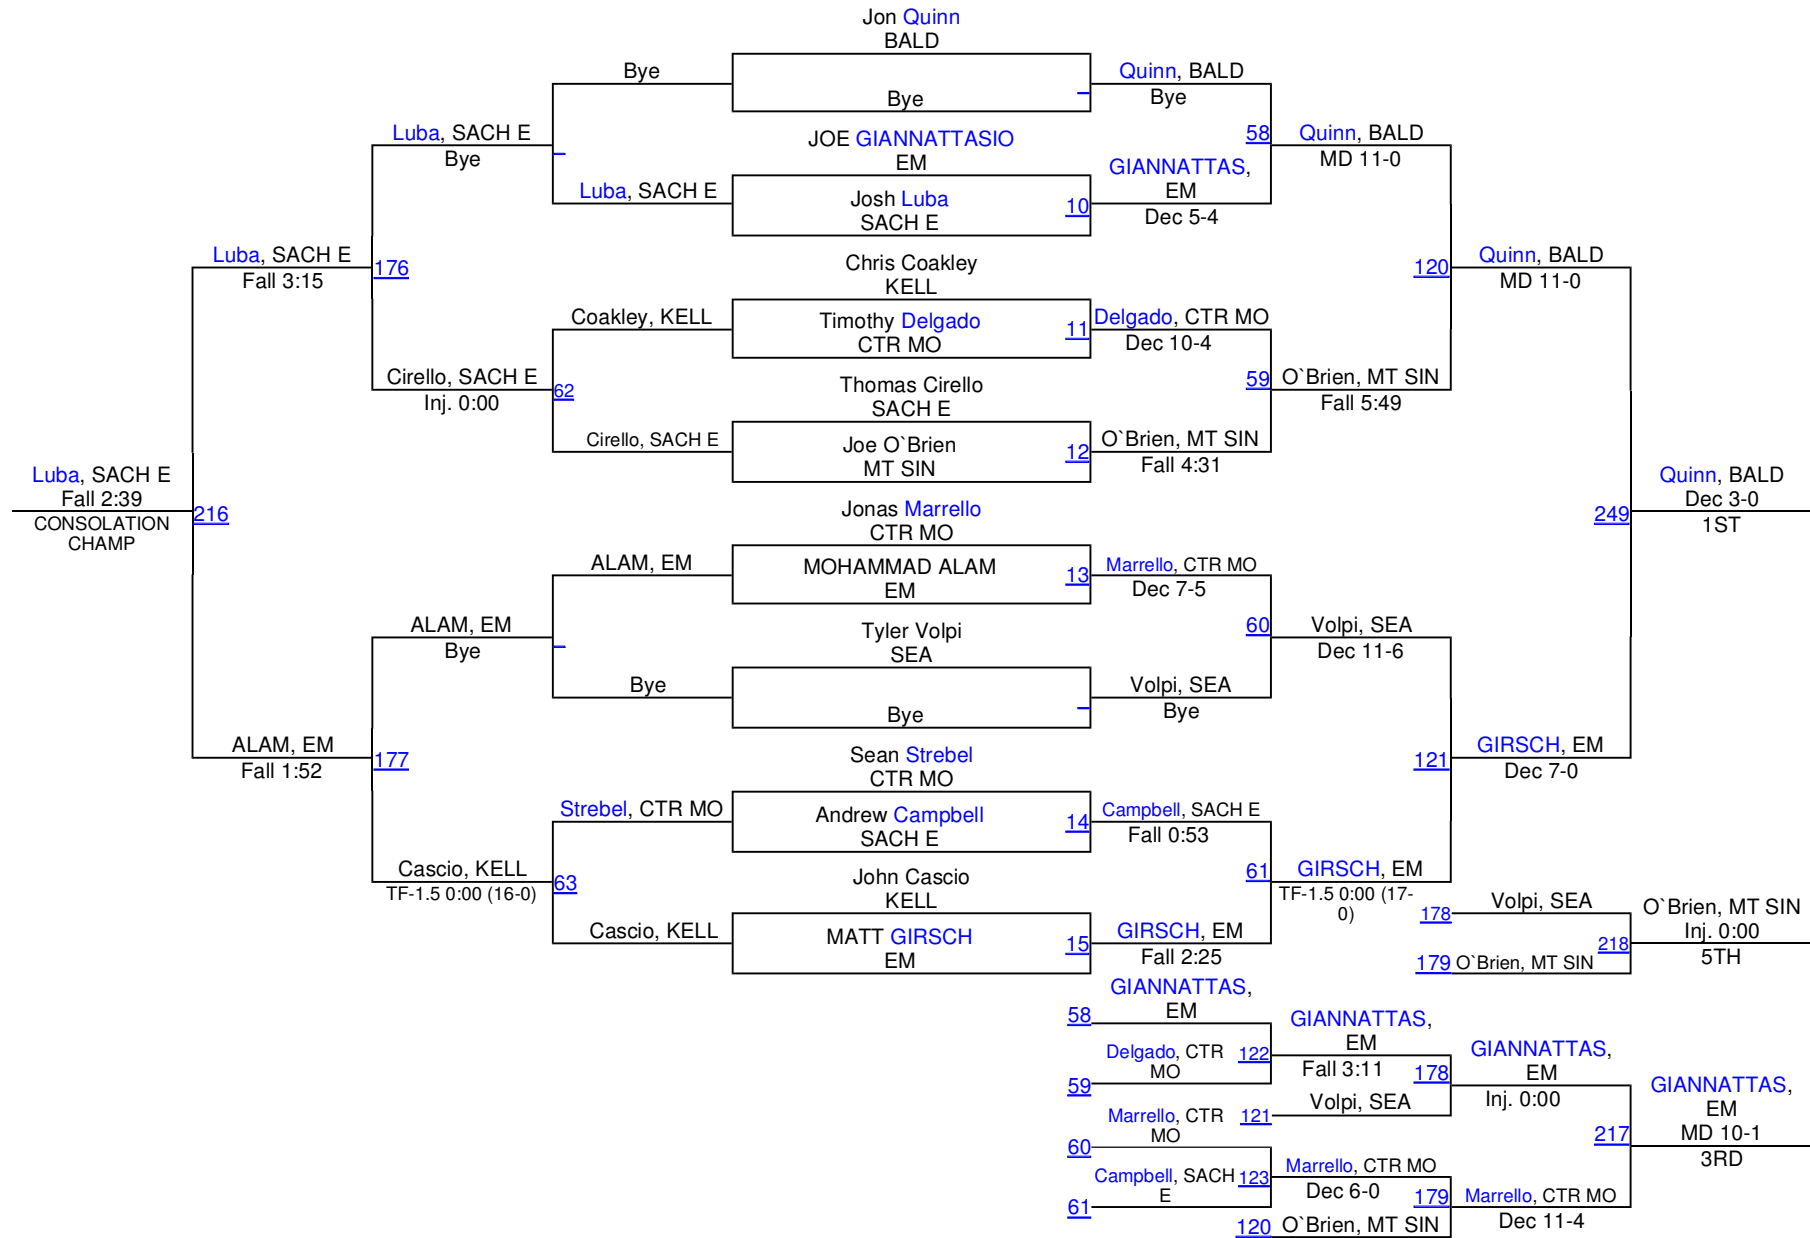 Jon Quinn
BALD
Bye
Bye
Quinn, BALD
Bye
Luba, SACH E
Bye
JOE GIANNATTASIO
EM
58
Quinn, BALD
MD 11-0
Luba, SACH E
Josh Luba
SACH E
10
GIANNATTAS,
EM
Dec 5-4
Luba, SACH E
Fall 3:15
176
Chris Coakley
KELL
120
Quinn, BALD
MD 11-0
Coakley, KELL
Timothy Delgado
CTR MO
11
Delgado, CTR MO
Dec 10-4
Cirello, SACH E
Inj. 0:00
62
Thomas Cirello
SACH E
59
O`Brien, MT SIN
Fall 5:49
Cirello, SACH E
Joe O`Brien
MT SIN
12
O`Brien, MT SIN
Fall 4:31
Luba, SACH E
Fall 2:39
CONSOLATION
CHAMP
216
Jonas Marrello
CTR MO
249
Quinn, BALD
Dec 3-0
1ST
ALAM, EM
MOHAMMAD ALAM
EM
13
Marrello, CTR MO
Dec 7-5
ALAM, EM
Bye
Tyler Volpi
SEA
60
Volpi, SEA
Dec 11-6
Bye
Bye
Volpi, SEA
Bye
ALAM, EM
Fall 1:52
177
Sean Strebel
CTR MO
121
GIRSCH, EM
Dec 7-0
Strebel, CTR MO
Andrew Campbell
SACH E
14
Campbell, SACH E
Fall 0:53
Cascio, KELL
TF-1.5 0:00 (16-0)
63
John Cascio
KELL
61
GIRSCH, EM
TF-1.5 0:00 (17-
0)
Cascio, KELL
MATT GIRSCH
EM
15
GIRSCH, EM
Fall 2:25
178
Volpi, SEA
179
O`Brien, MT SIN
218
O`Brien, MT SIN
Inj. 0:00
5TH
58
GIANNATTAS,
EM
59
Delgado, CTR
MO
122
GIANNATTAS,
EM
Fall 3:11
121
Volpi, SEA
178
GIANNATTAS,
EM
Inj. 0:00
60
Marrello, CTR
MO
61
Campbell, SACH
E
123
Marrello, CTR MO
Dec 6-0
120
O`Brien, MT SIN
179
Marrello, CTR MO
Dec 11-4
217
GIANNATTAS,
EM
MD 10-1
3RD